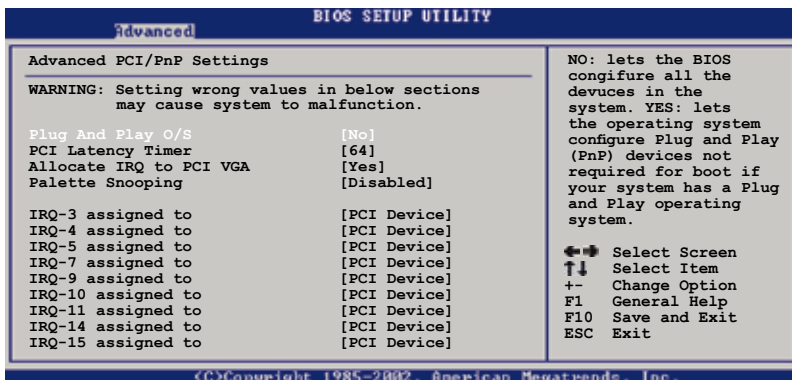 BIOS SETUP UTILITY
Advanced
Advanced PCI/PnP Settings
WARNING: Setting wrong values in below sections
may cause system to malfunction.
Plug And Play O/S [No]
PCI Latency Timer [64]
Allocate IRQ to PCI VGA [Yes]
Palette Snooping [Disabled]
IRQ-3 assigned to [PCI Device]
IRQ-4 assigned to [PCI Device]
IRQ-5 assigned to [PCI Device]
IRQ-7 assigned to [PCI Device]
IRQ-9 assigned to [PCI Device]
IRQ-10 assigned to [PCI Device]
IRQ-11 assigned to [PCI Device]
IRQ-14 assigned to [PCI Device]
IRQ-15 assigned to [PCI Device]
NO: lets the BIOS
congifure all the
devuces in the
system. YES: lets
the operating system
configure Plug and Play
(PnP) devices not
required for boot if
your system has a Plug
and Play operating
system.
Select Screen
Select Item
+- Change Option
F1 General Help
F10 Save and Exit
ESC Exit
(C)Copyright 1985-2002, American Megatrends, Inc.